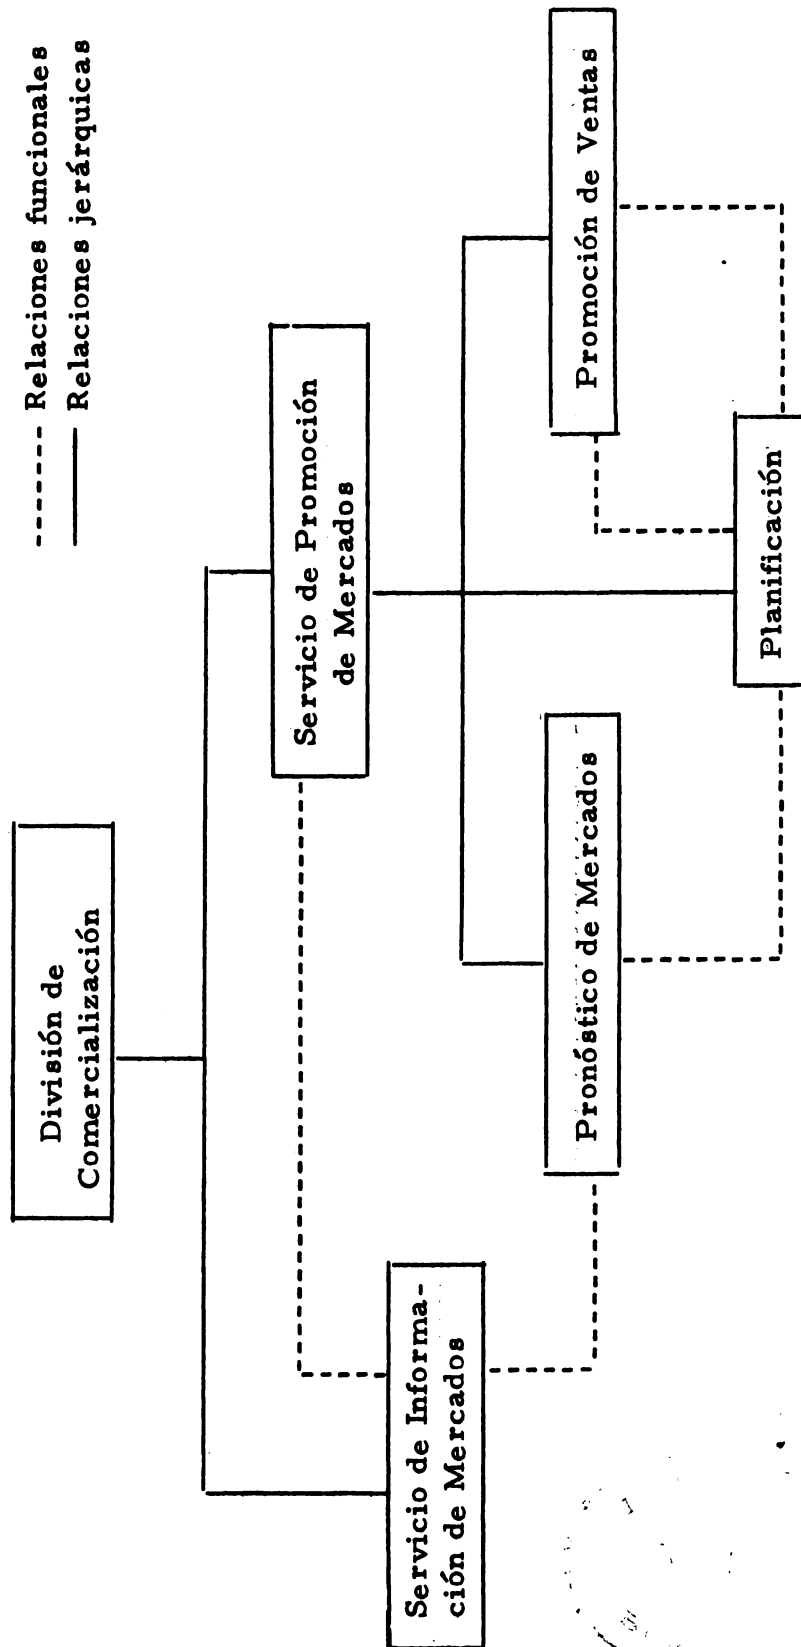 ------ Relaciones funcionales
—— Relaciones jerárquicas
División de
Comercialización
Servicio de Promoción
de Mercados
Servicio de Informa-
ción de Mercados
Pronóstico de Mercados
Promoción de Ventas
Planificación